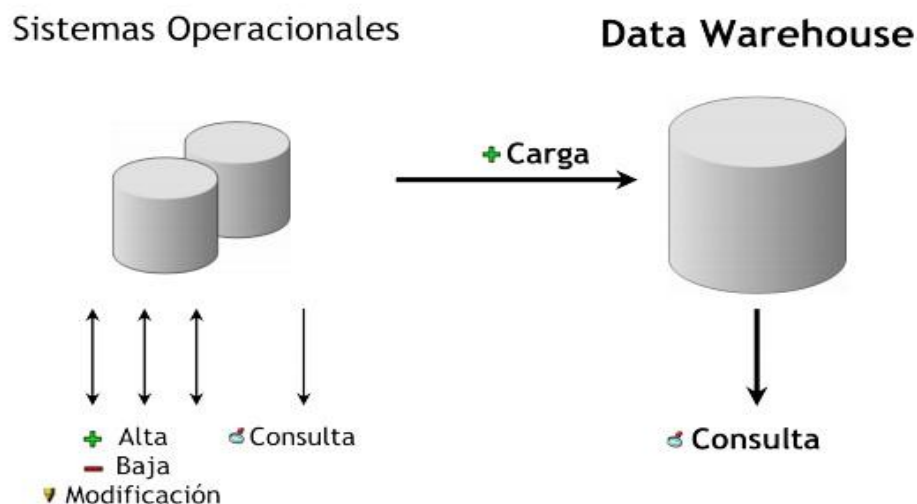 Sistemas Operacionales
Data Warehouse
Carga
Alta
Baja
Modificación
Consulta
Consulta